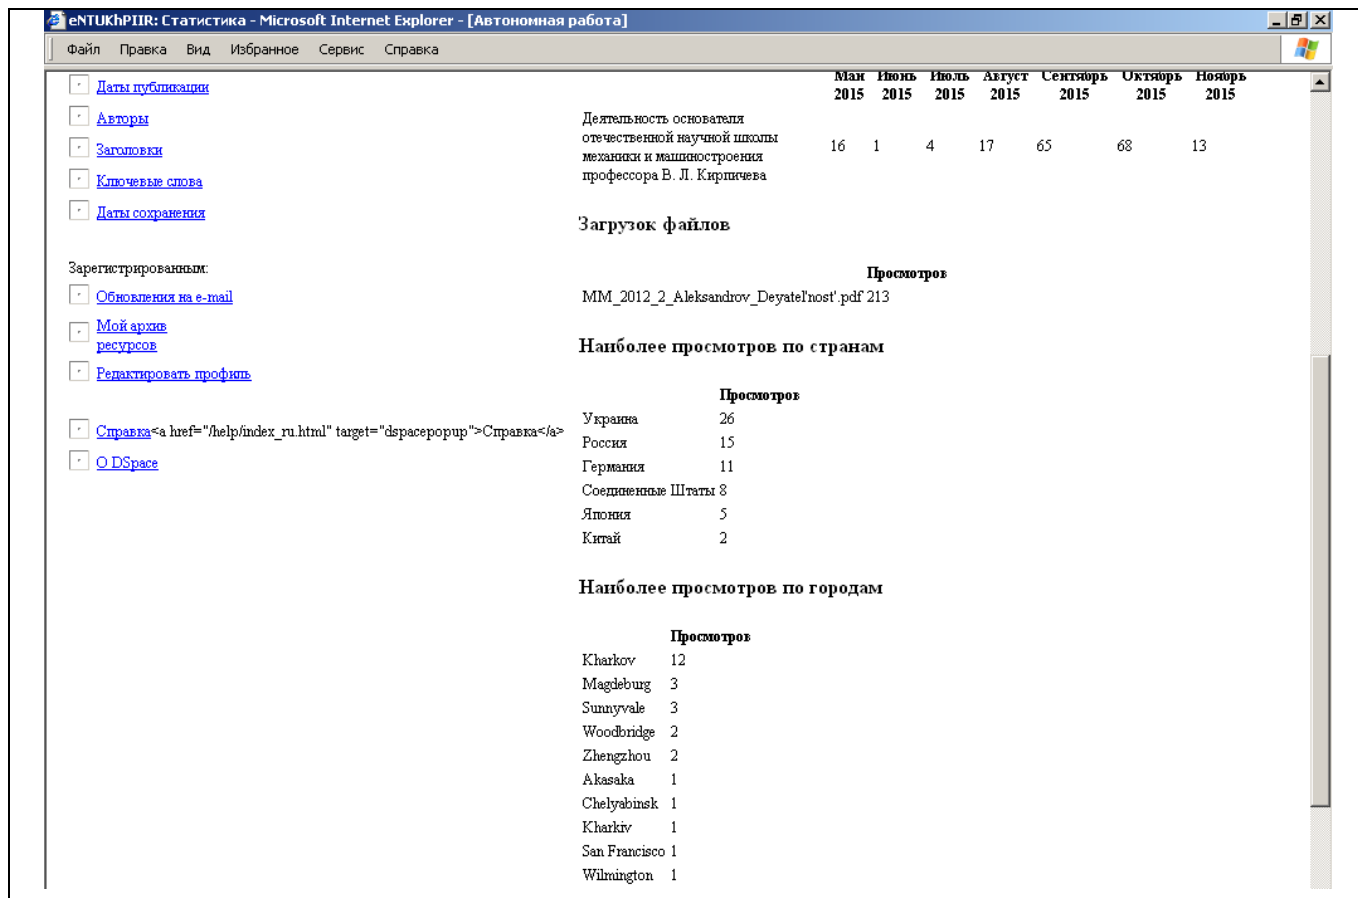 eNTUKhPIIR: Статистика - Microsoft Internet Explorer - [Автономная работа]
Файл Правка Вид Избранное Сервис Справка
Даты публикации
Авторы
Заголовки
Ключевые слова
Даты сохранения
Зарегистрированным:
Обновления на e-mail
Мой архив
ресурсов
Редактировать профиль
Справка<a href="/help/index_ru.html" target="dspacepopup">Справка</a>
О DSpace
Май Июнь Июль Август Сентябрь Октябрь Ноябрь
2015 2015 2015 2015 2015 2015 2015
Деятельность основателя
отечественной научной школы
механики и машиностроения
профессора В. Л. Кирпичева
16 1 4 17 65 68 13
Загрузок файлов
Просмотров
MM_2012_2_Aleksandrov_Deyatel'nost'.pdf 213
Наиболее просмотров по странам
Просмотров
Украина 26
Россия 15
Германия 11
Соединенные Штаты 8
Япония 5
Китай 2
Наиболее просмотров по городам
Просмотров
Kharkov 12
Magdeburg 3
Sunnyvale 3
Woodbridge 2
Zhengzhou 2
Akasaka 1
Chelyabinsk 1
Kharkiv 1
San Francisco 1
Wilmington 1